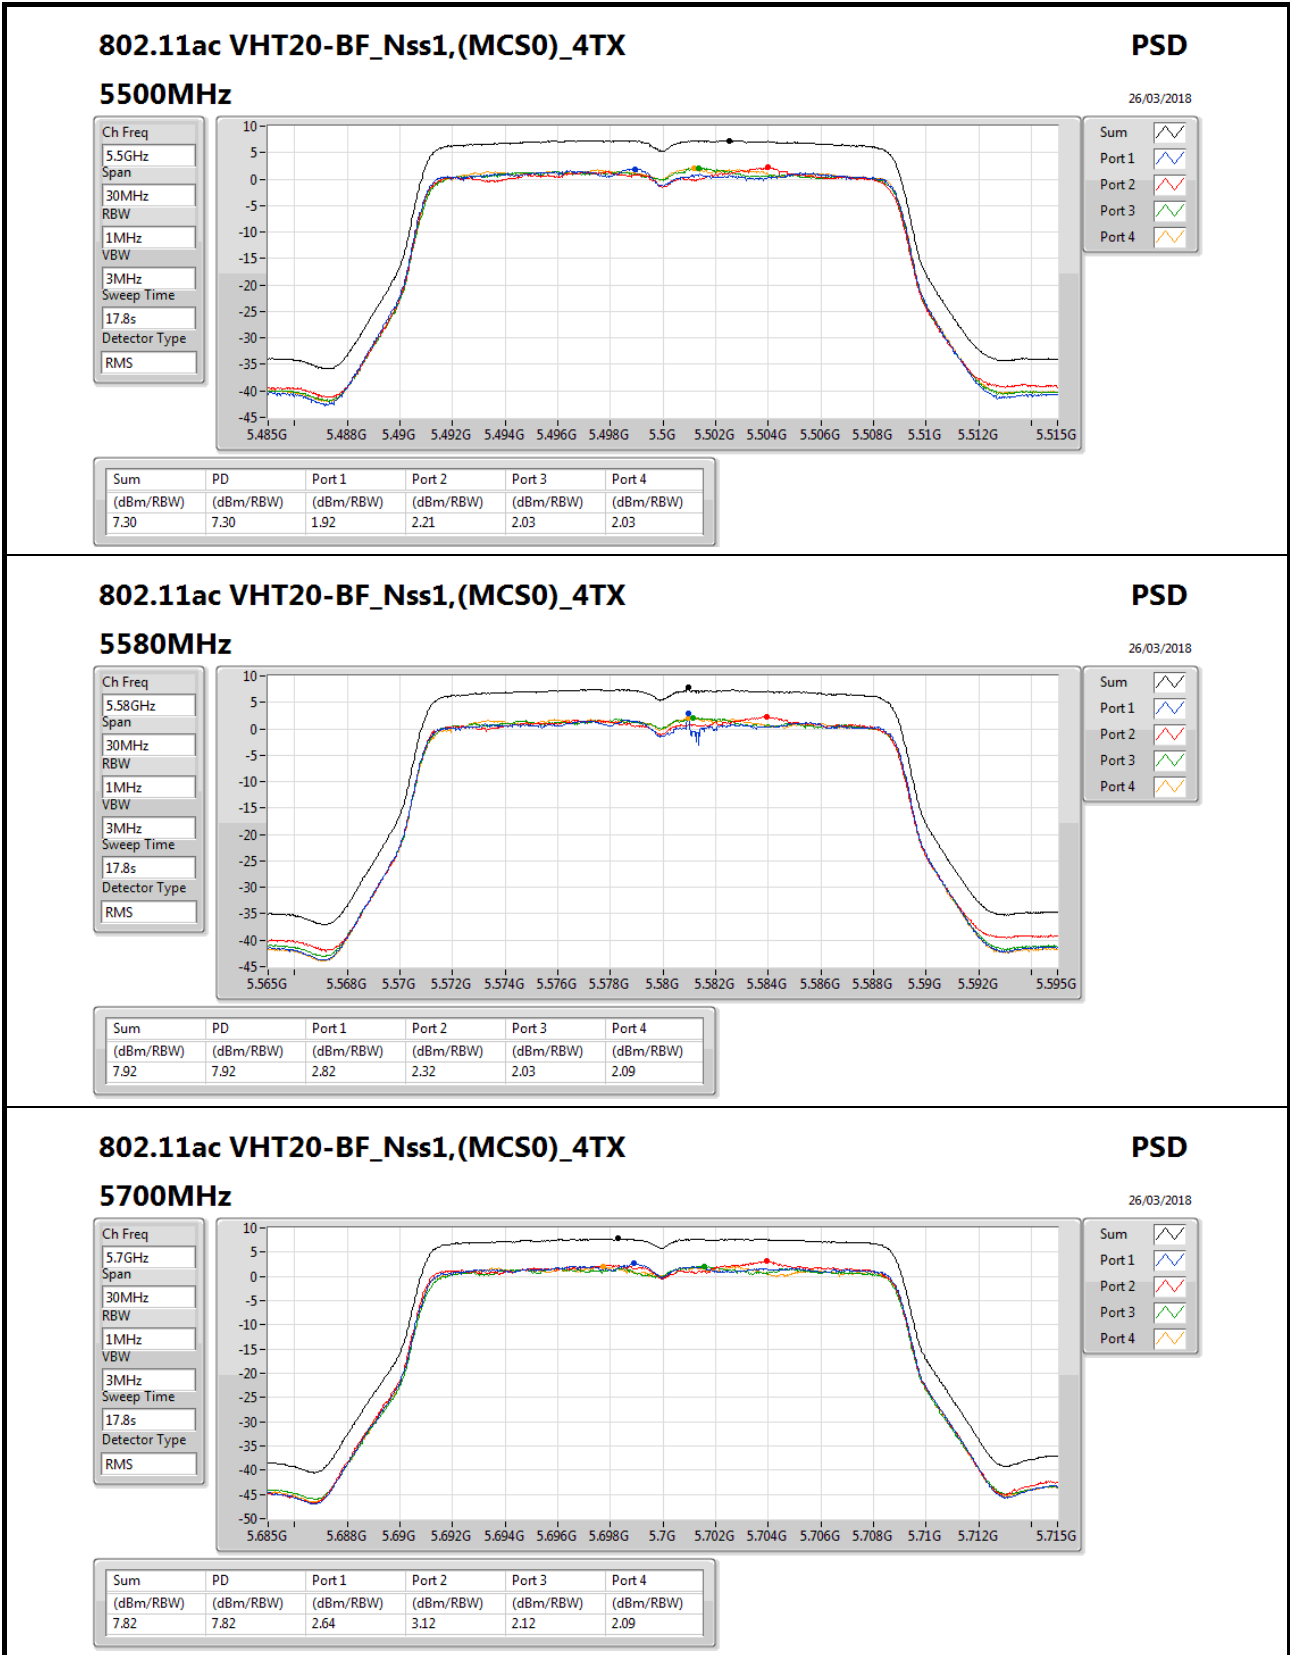 802.11ac VHT20-BF_Nss1,(MCS0)_4TX PSD
5500MHz 26/03/2018
Ch Freq
5.5GHz
Span
30MHz
RBW
1MHz
VBW
3MHz
Sweep Time
17.8s
Detector Type
RMS
10
5
0
-5
-10
-15
-20
-25
-30
-35
-40
-45
5.485G 5.488G 5.49G 5.492G 5.494G 5.496G 5.498G 5.5G 5.502G 5.504G 5.506G 5.508G 5.51G 5.512G 5.515G
Sum
Port 1
Port 2
Port 3
Port 4
Sum PD Port 1 Port 2 Port 3 Port 4
(dBm/RBW) (dBm/RBW) (dBm/RBW) (dBm/RBW) (dBm/RBW) (dBm/RBW)
7.30 7.30 1.92 2.21 2.03 2.03
802.11ac VHT20-BF_Nss1,(MCS0)_4TX PSD
5580MHz 26/03/2018
Ch Freq
5.58GHz
Span
30MHz
RBW
1MHz
VBW
3MHz
Sweep Time
17.8s
Detector Type
RMS
10
5
0
-5
-10
-15
-20
-25
-30
-35
-40
-45
5.565G 5.568G 5.57G 5.572G 5.574G 5.576G 5.578G 5.58G 5.582G 5.584G 5.586G 5.588G 5.59G 5.592G 5.595G
Sum
Port 1
Port 2
Port 3
Port 4
Sum PD Port 1 Port 2 Port 3 Port 4
(dBm/RBW) (dBm/RBW) (dBm/RBW) (dBm/RBW) (dBm/RBW) (dBm/RBW)
7.92 7.92 2.82 2.32 2.03 2.09
802.11ac VHT20-BF_Nss1,(MCS0)_4TX PSD
5700MHz 26/03/2018
Ch Freq
5.7GHz
Span
30MHz
RBW
1MHz
VBW
3MHz
Sweep Time
17.8s
Detector Type
RMS
10
5
0
-5
-10
-15
-20
-25
-30
-35
-40
-45
-50
5.685G 5.688G 5.69G 5.692G 5.694G 5.696G 5.698G 5.7G 5.702G 5.704G 5.706G 5.708G 5.71G 5.712G 5.715G
Sum
Port 1
Port 2
Port 3
Port 4
Sum PD Port 1 Port 2 Port 3 Port 4
(dBm/RBW) (dBm/RBW) (dBm/RBW) (dBm/RBW) (dBm/RBW) (dBm/RBW)
7.82 7.82 2.64 3.12 2.12 2.09